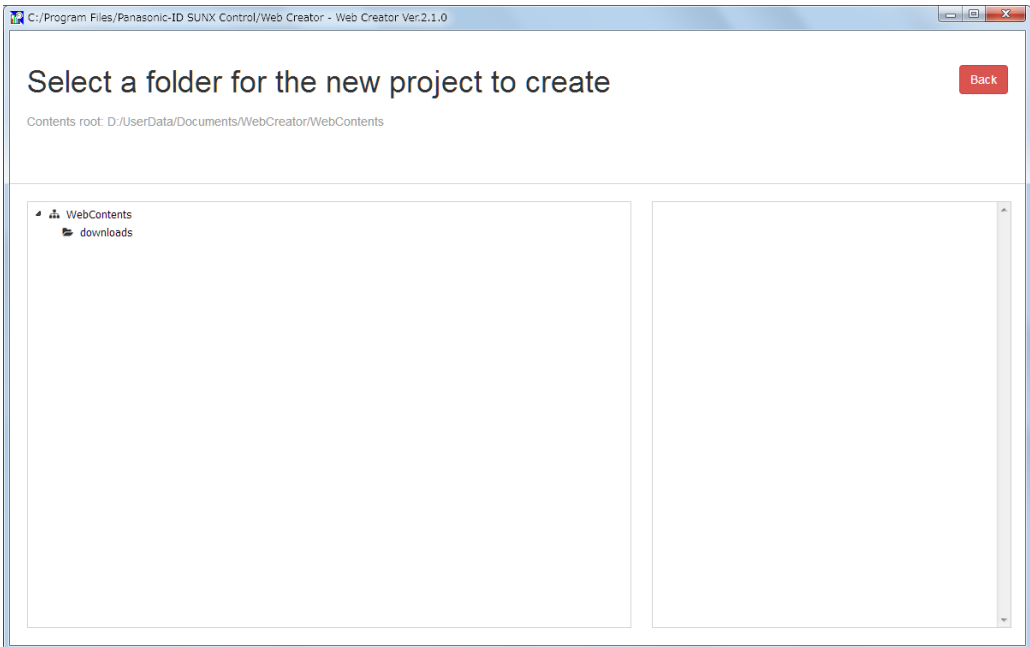 C:/Program Files/Panasonic-ID SUNX Control/Web Creator - Web Creator Ver.2.1.0
Select a folder for the new project to create
Back
Contents root: D:/UserData/Documents/WebCreator/WebContents
WebContents
downloads